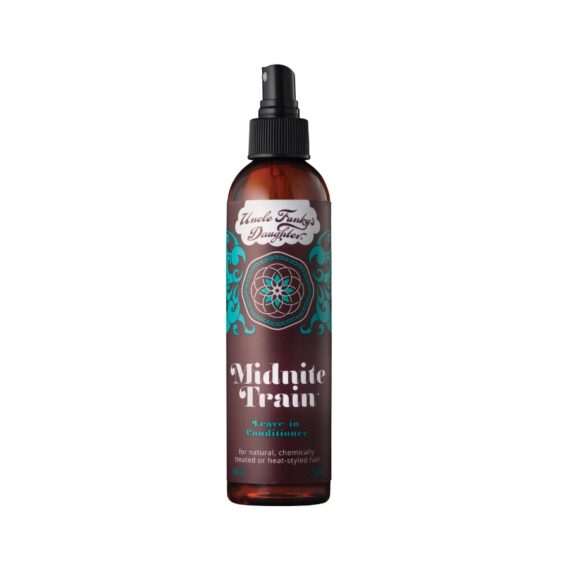 Uncle Funky's
Daughter
Midnite
Train
Leave in
Conditioner
for natural, chemically
treated or heat-styled hair